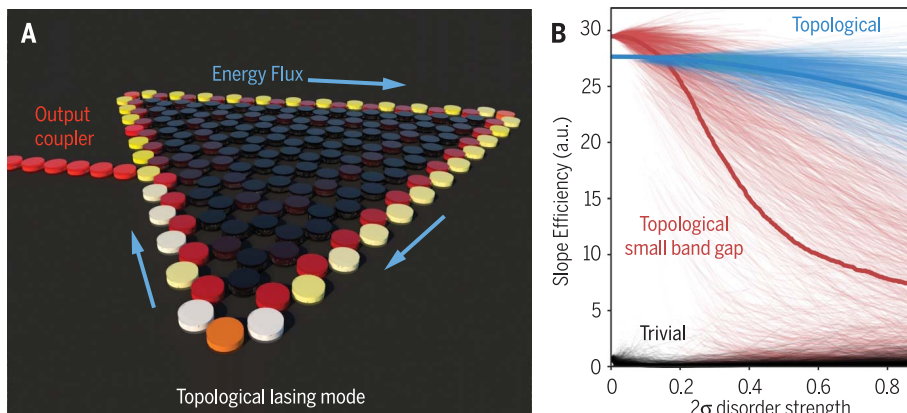 A
Energy Flux
Output
coupler
Topological lasing mode
B
Slope Efficiency (a.u.)
30
25
20
15
10
5
0
Topological
Topological
small band gap
Trivial
0
0.2
0.4
0.6
0.8
2σ disorder strength